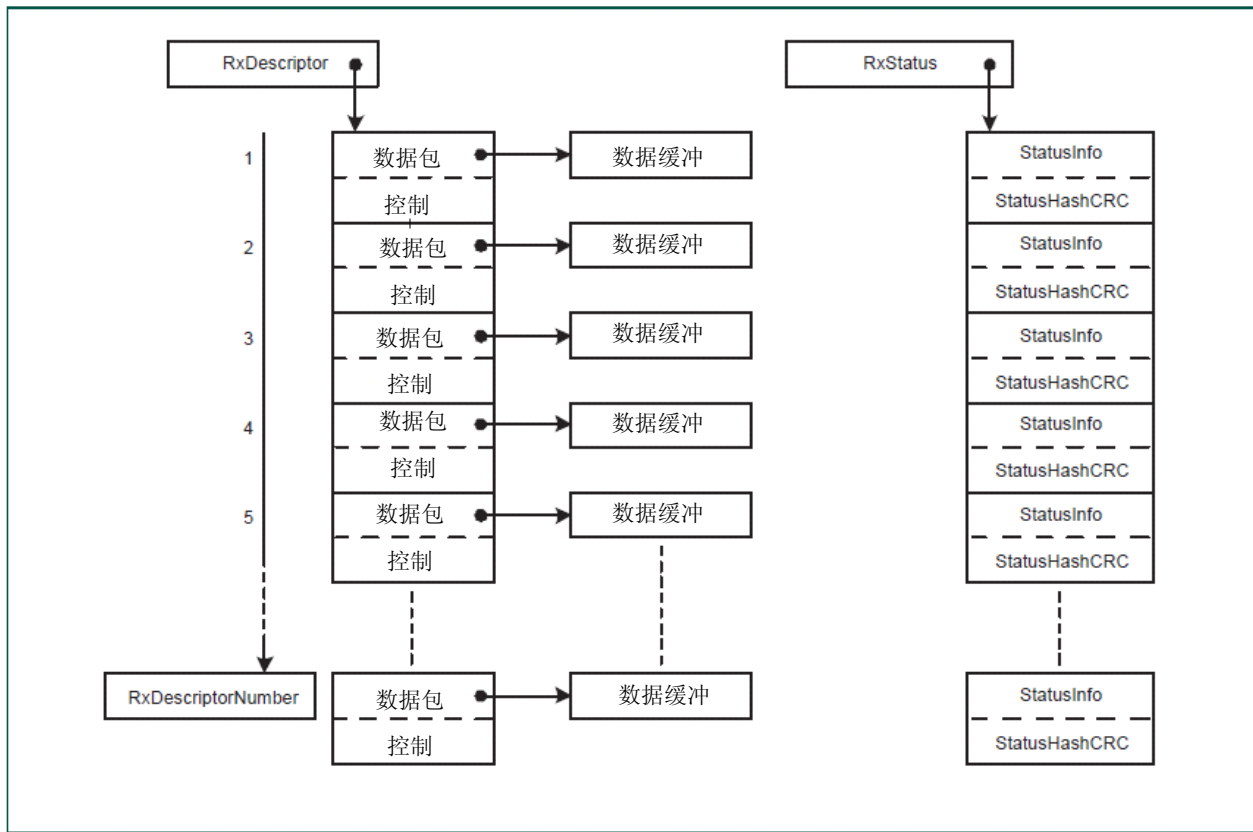 RxDescriptor
RxStatus
1
数据包
数据缓冲
StatusInfo
控制
StatusHashCRC
2
数据包
数据缓冲
StatusInfo
控制
StatusHashCRC
3
数据包
数据缓冲
StatusInfo
控制
StatusHashCRC
4
数据包
数据缓冲
StatusInfo
控制
StatusHashCRC
5
数据包
数据缓冲
StatusInfo
控制
StatusHashCRC
RxDescriptorNumber
数据包
数据缓冲
StatusInfo
控制
StatusHashCRC